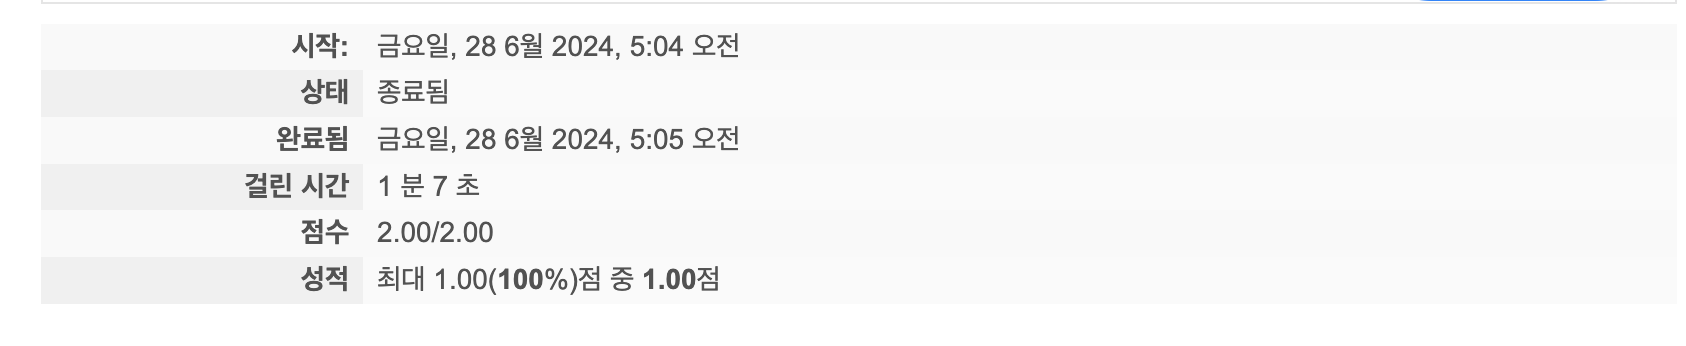 시작: 금요일, 28 6월 2024, 5:04 오전
상태 종료됨
완료됨 금요일, 28 6월 2024, 5:05 오전
걸린 시간 1 분 7 초
점수 2.00/2.00
성적 최대 1.00(100%)점 중 1.00점